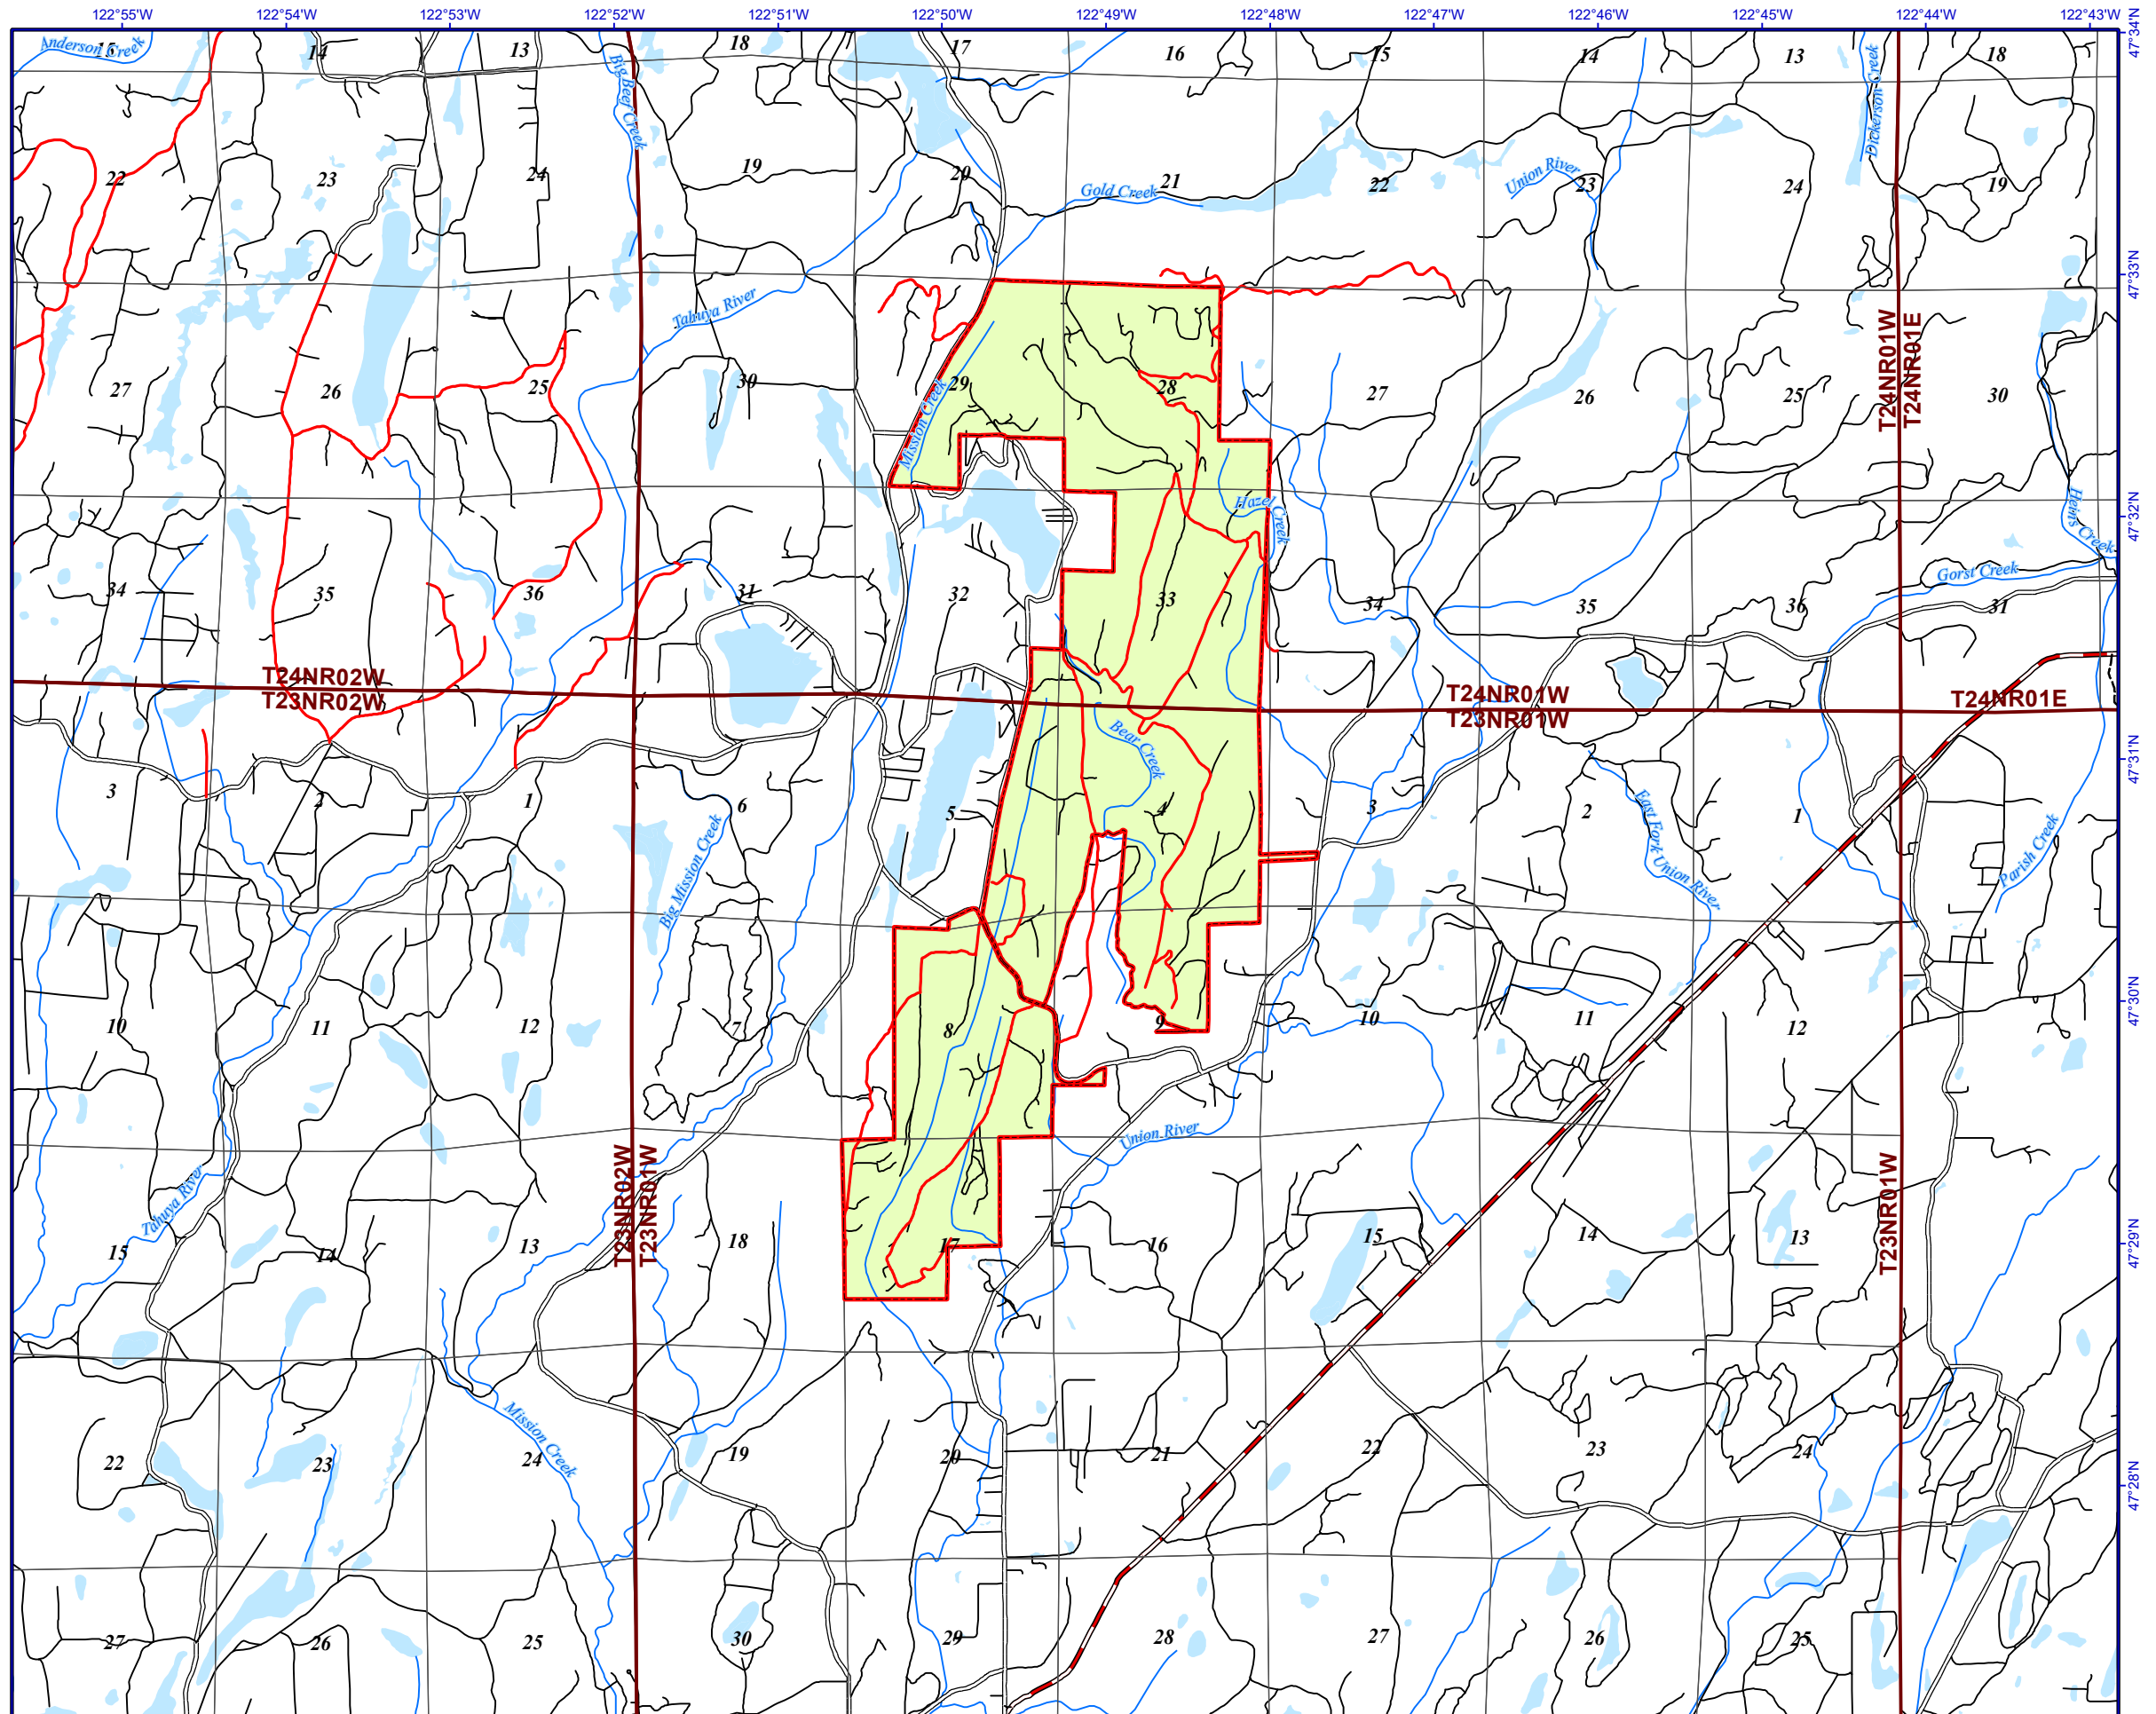 122°55'W 122°54'W 122°53'W 122°52'W 122°51'W 122°50'W 122°49'W 122°48'W 122°47'W 122°46'W 122°45'W 122°44'W 122°43'W
47°34'N
Anderson Creek
15 14 13 18 17 16 15 14 13 18
Big Beef Creek
Dickerson Creek
22 23 24 19 20 21 22 23 24 19
Gold Creek
Union River
47°33'N
Tahuya River
T24NR01W
T24NR01E
27 26 25 30 29 28 27 26 25 30
Mission Creek
Hazel Creek
47°32'N
Heins Creek
Gorst Creek
34 35 36 31 32 33 34 35 36 31
T24NR02W
T23NR02W
T24NR01W
T23NR01W
T24NR01E
Bear Creek
47°31'N
3 2 1 6 5 4 3 2 1
Big Mission Creek
East Fork Union River
Parish Creek
47°30'N
10 11 12 7 8 9 10 11 12
Union River
T23NR02W
T23NR01W
T23NR01W
Tahuya River
15 14 13 18 17 16 15 14 13
47°29'N
Mission Creek
22 23 24 19 20 21 22 23 24
47°28'N
27 26 25 30 29 28 27 26 25